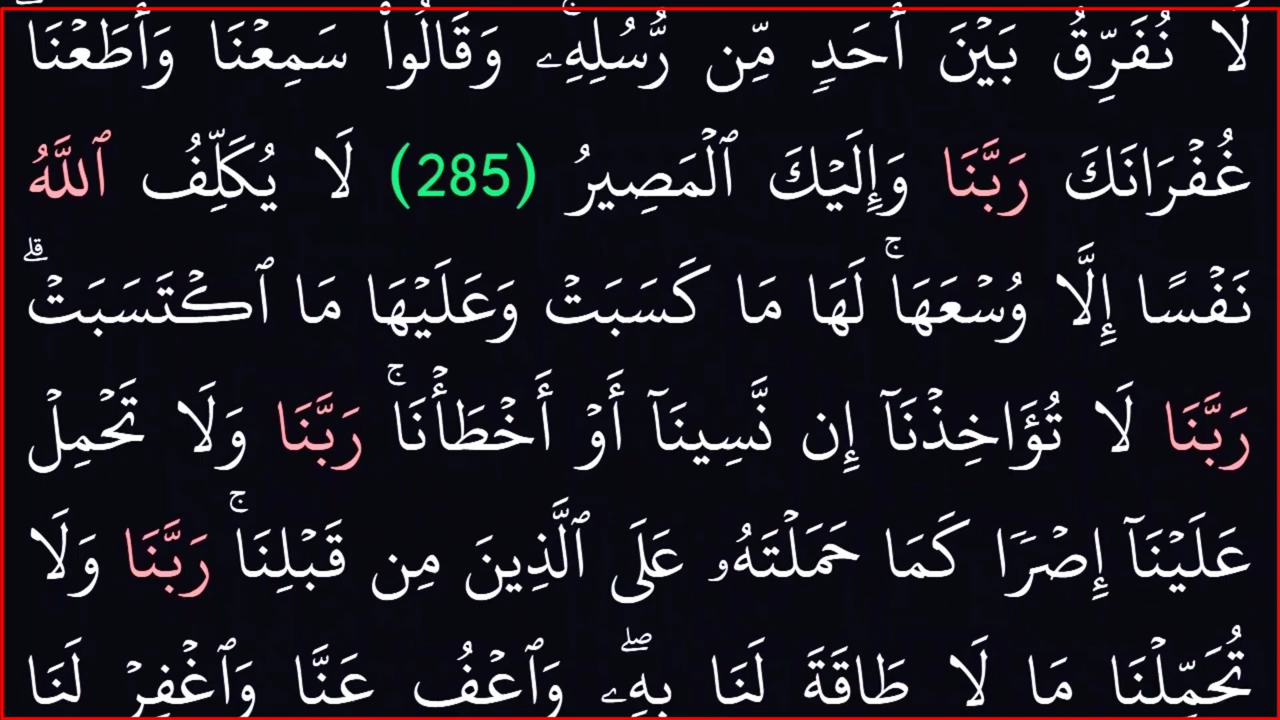 لَا نُفَرِّقُ بَيْنَ أَحَدٍ مِّن رُّسُلِهِۦۚ وَقَالُوا۟ سَمِعْنَا وَأَطَعْنَاۖ
غُفْرَانَكَ رَبَّنَا وَإِلَيْكَ ٱلْمَصِيرُ (285) لَا يُكَلِّفُ ٱللَّهُ
نَفْسًا إِلَّا وُسْعَهَاۚ لَهَا مَا كَسَبَتْ وَعَلَيْهَا مَا ٱكْتَسَبَتْۗ
رَبَّنَا لَا تُؤَاخِذْنَآ إِن نَّسِينَآ أَوْ أَخْطَأْنَاۚ رَبَّنَا وَلَا تَحْمِلْ
عَلَيْنَآ إِصْرًا كَمَا حَمَلْتَهُۥ عَلَى ٱلَّذِينَ مِن قَبْلِنَاۚ رَبَّنَا وَلَا
تُحَمِّلْنَا مَا لَا طَاقَةَ لَنَا بِهِۦۖ وَٱعْفُ عَنَّا وَٱغْفِرْ لَنَا